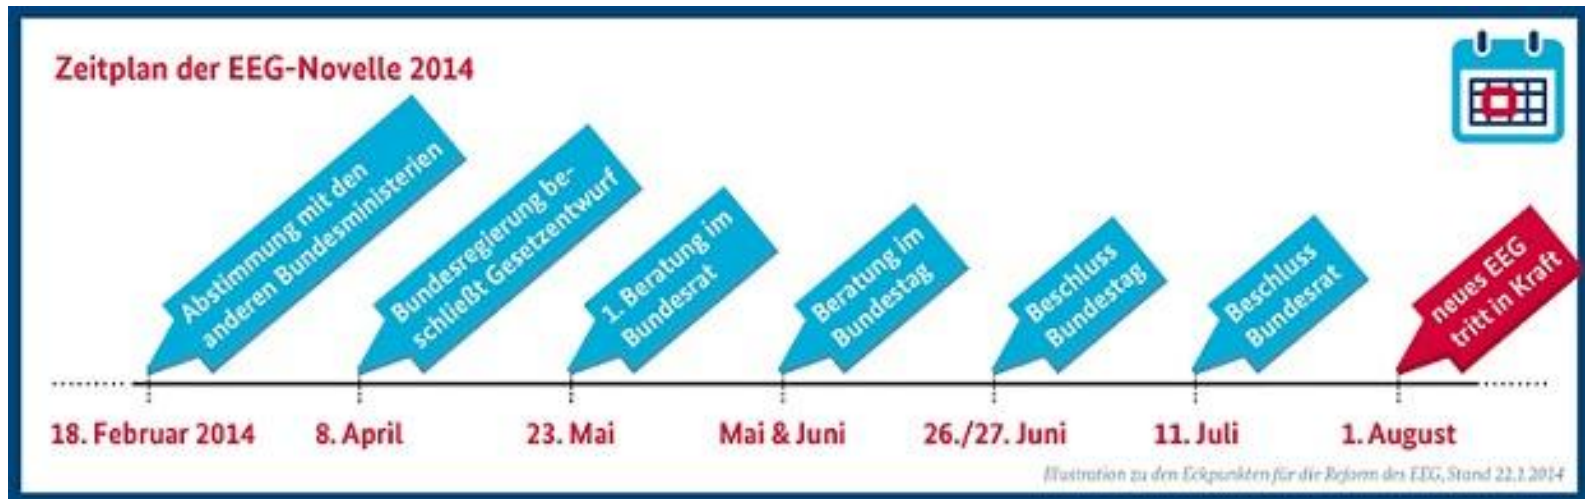 Zeitplan der EEG-Novelle 2014
Abstimmung mit den
anderen Bundesministerien
Bundesregierung be-
schließt Gesetzentwurf
1. Beratung im
Bundesrat
Beratung im
Bundestag
Beschluss
Bundestag
Beschluss
Bundesrat
neues EEG
tritt in Kraft
18. Februar 2014
8. April
23. Mai
Mai & Juni
26./27. Juni
11. Juli
1. August
Illustration zu den Eckpunkten für die Reform des EEG, Stand 22.1.2014